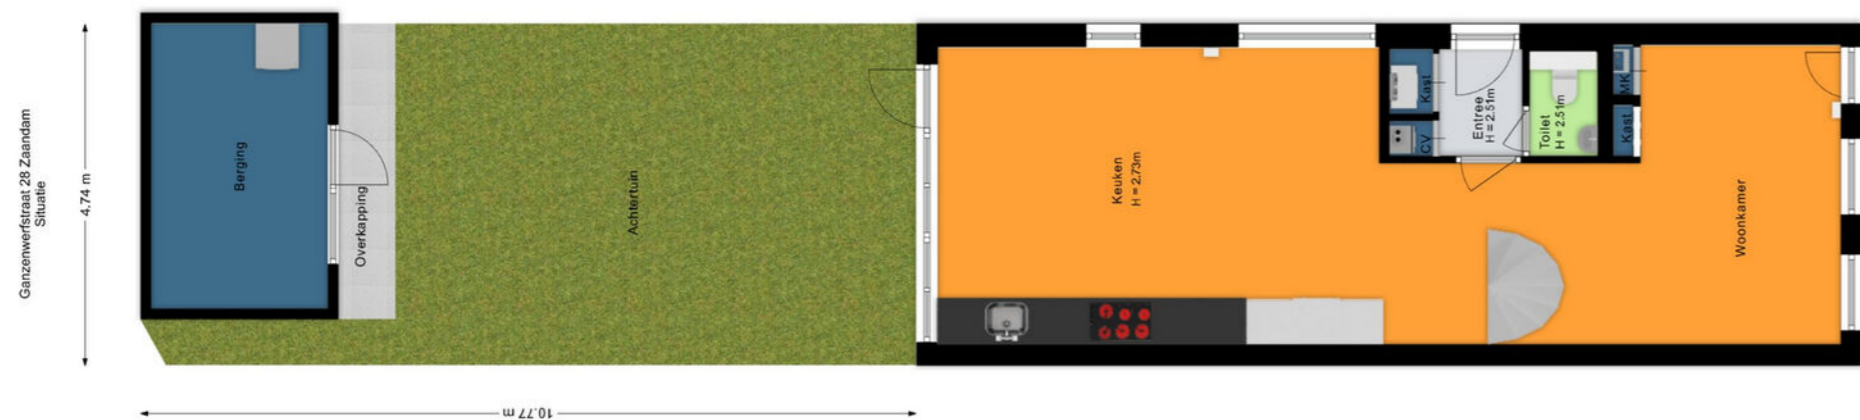 Ganzenwerfstraat 28 Zaandam
Situatie
4.74 m
Berging
Overkapping
Achtertuin
10.77 m
Keuken
H = 2.73m
Kast
CV
Entree
H = 2.51m
Toilet
H = 2.51m
MK
Kast
Woonkamer